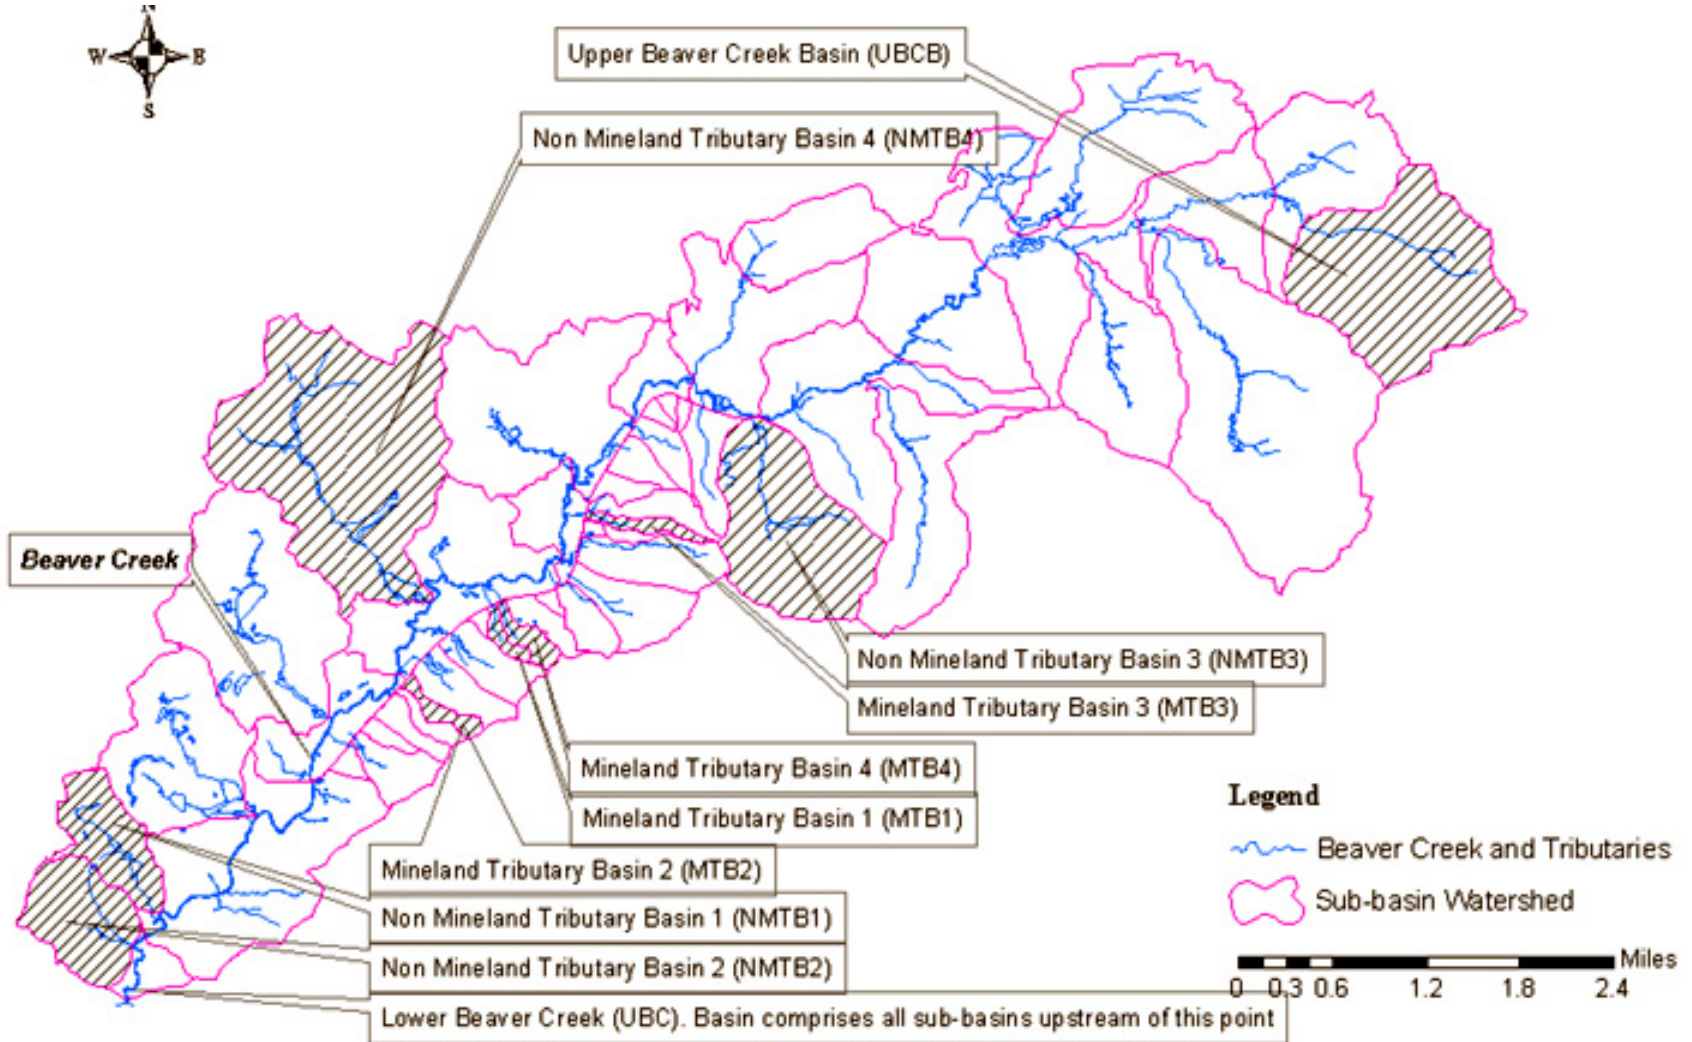 N
W E
S
Upper Beaver Creek Basin (UBCB)
Non Mineland Tributary Basin 4 (NMTB4)
Beaver Creek
Non Mineland Tributary Basin 3 (NMTB3)
Mineland Tributary Basin 3 (MTB3)
Mineland Tributary Basin 4 (MTB4)
Mineland Tributary Basin 1 (MTB1)
Mineland Tributary Basin 2 (MTB2)
Non Mineland Tributary Basin 1 (NMTB1)
Non Mineland Tributary Basin 2 (NMTB2)
Lower Beaver Creek (UBC). Basin comprises all sub-basins upstream of this point
Legend
Beaver Creek and Tributaries
Sub-basin Watershed
Miles
0 0.3 0.6 1.2 1.8 2.4